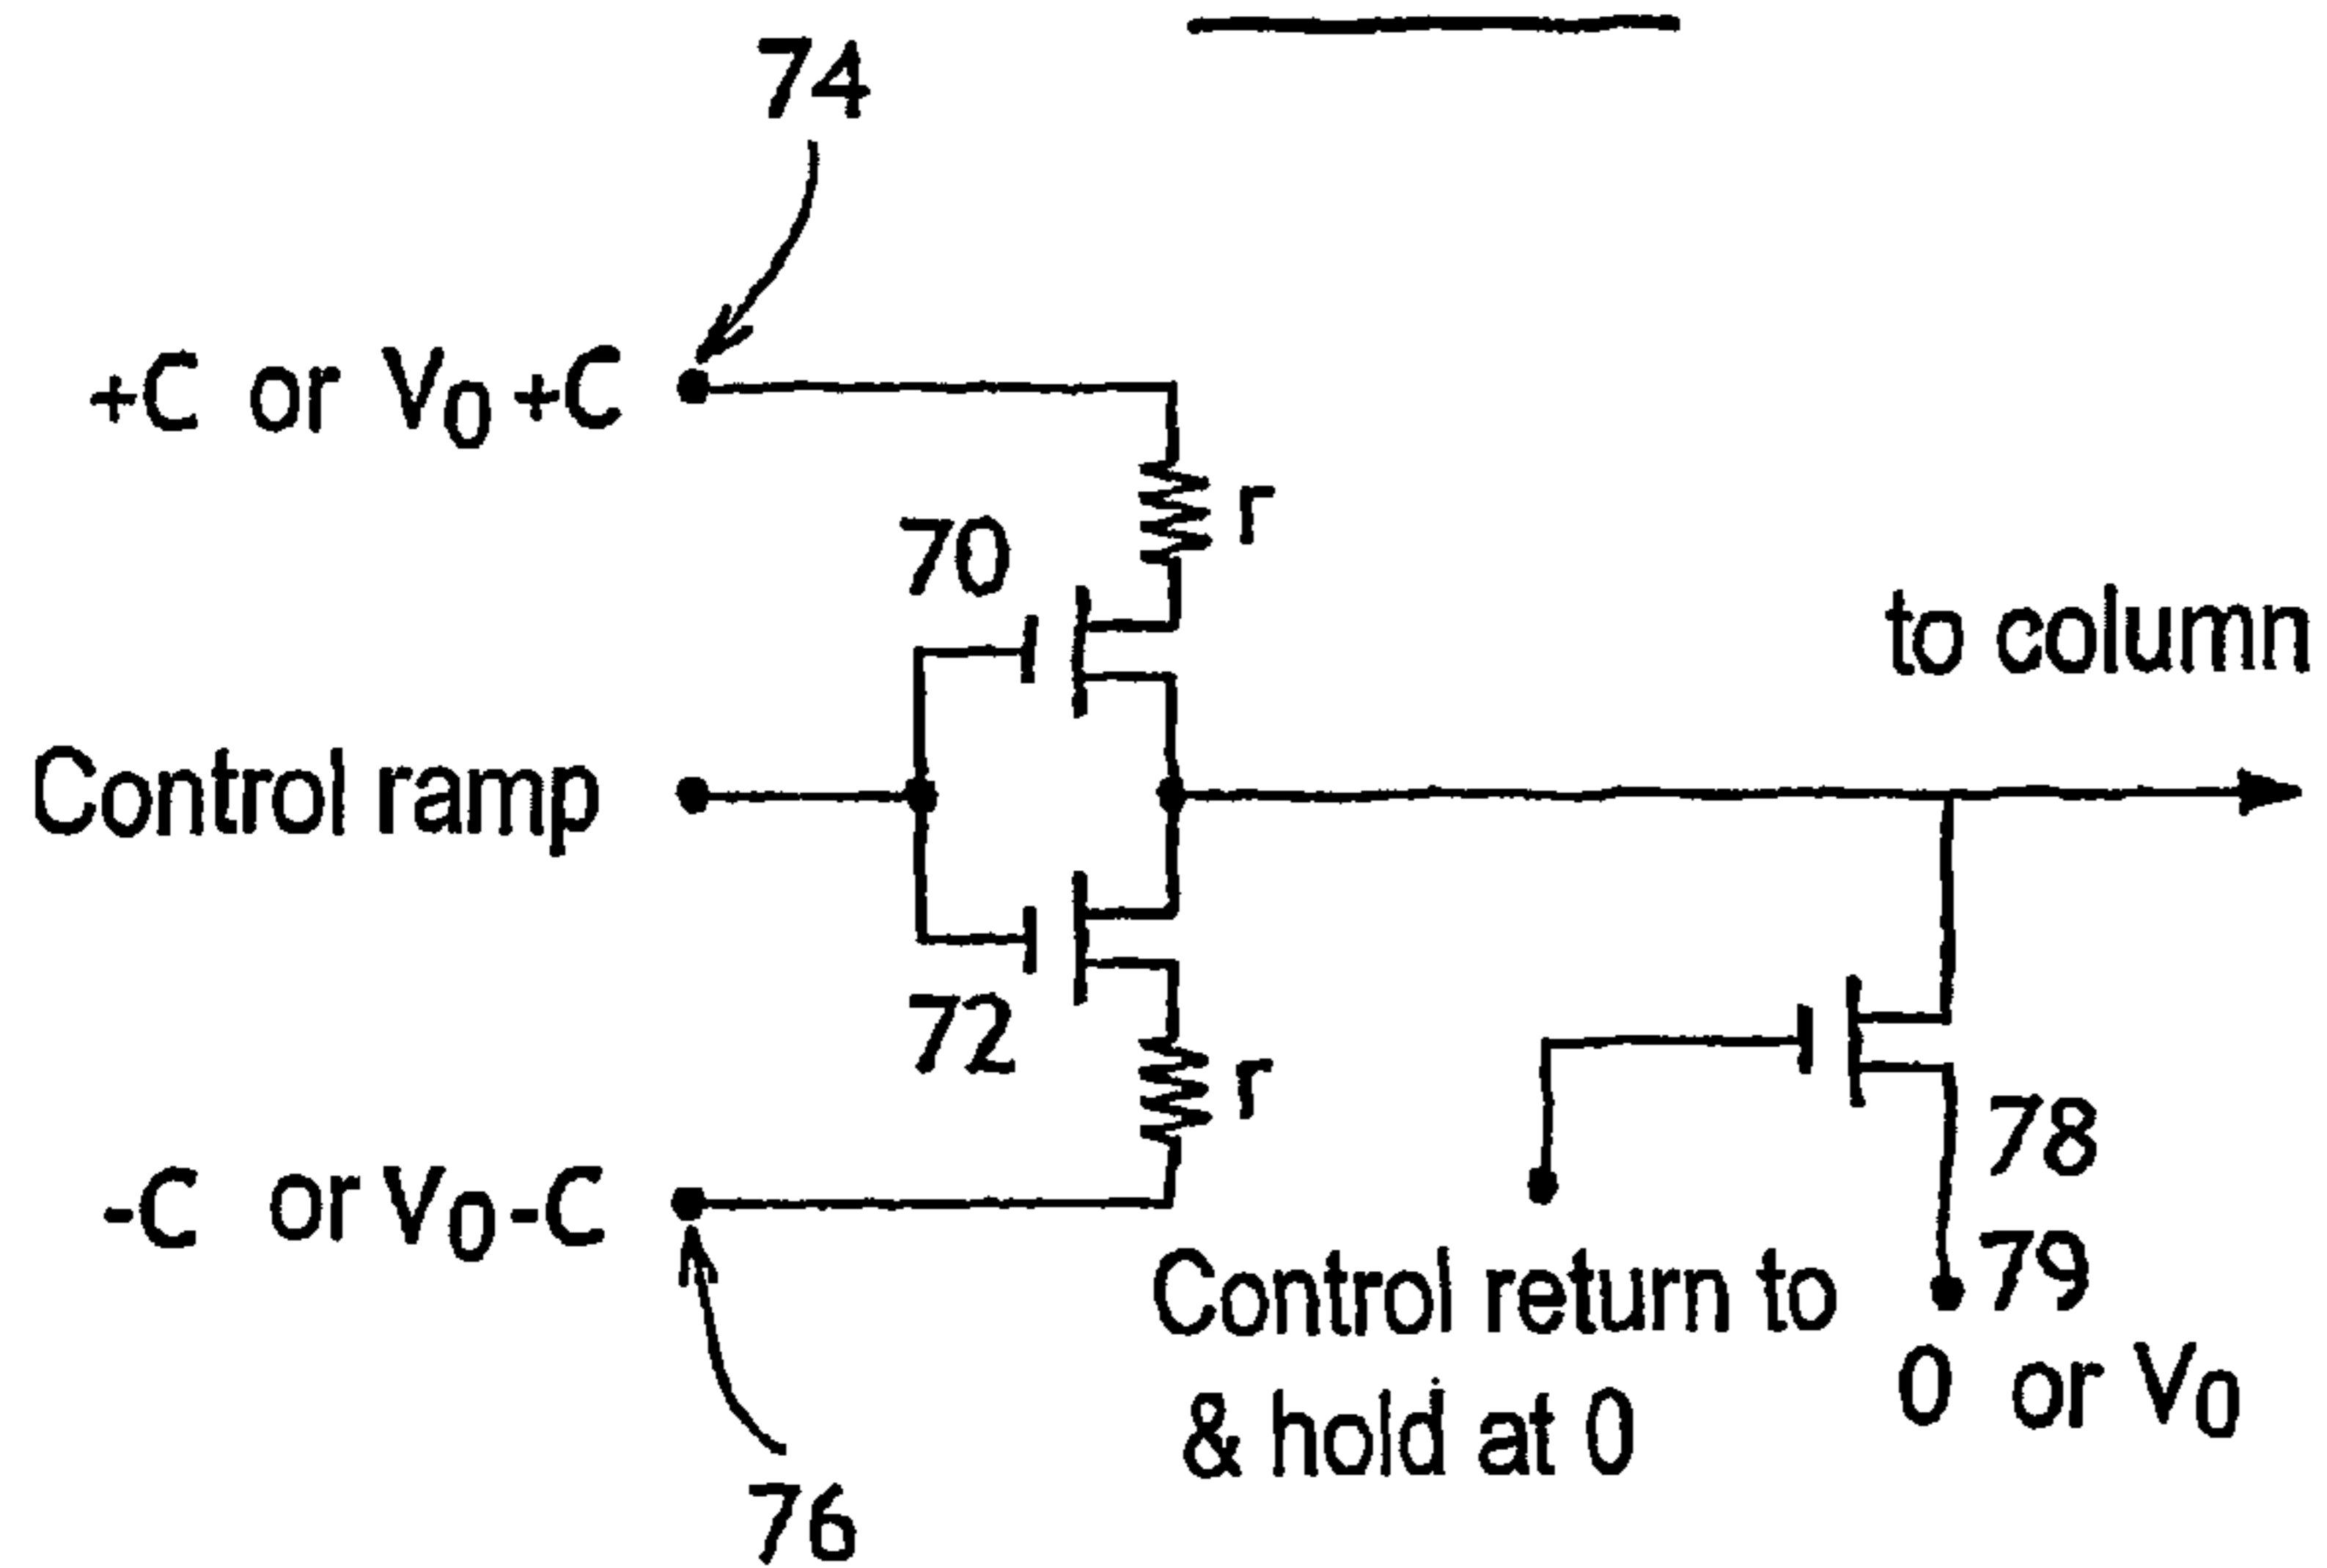 74
+C or V0 +C
r
70
to column
Control ramp
72
r
78
-C or V0 -C
79
Control return to
& hold at 0
0 or V0
76